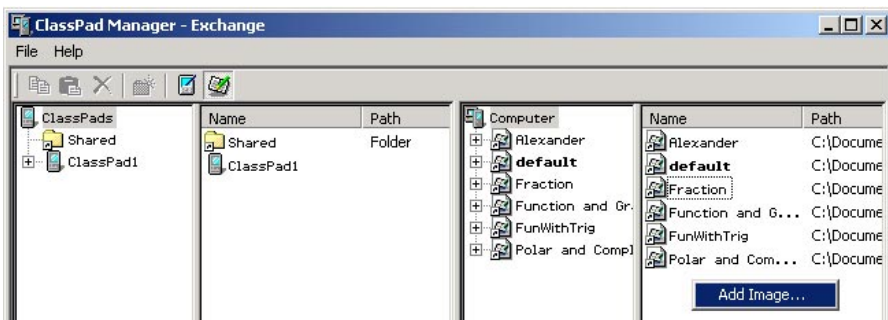 ClassPad Manager - Exchange
File Help
ClassPads
Shared
ClassPad1
Name Path
Shared Folder
ClassPad1
Computer
Alexander
default
Fraction
Function and Gr.
FunWithTrig
Polar and Compl
Name Path
Alexander C:\Docume
default C:\Docume
Fraction C:\Docume
Function and G... C:\Docume
FunWithTrig C:\Docume
Polar and Com... C:\Docume
Add Image...